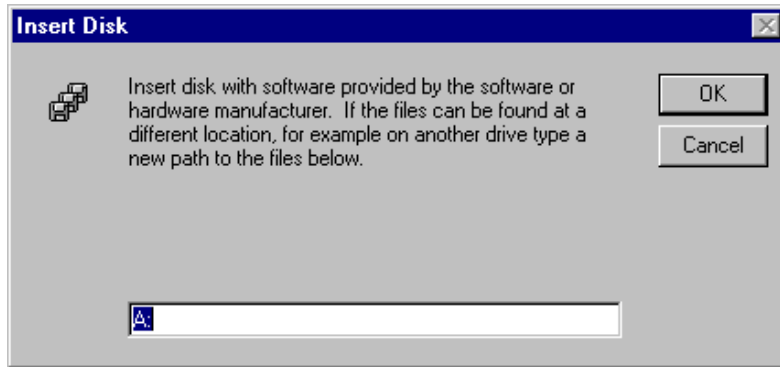 Insert Disk
Insert disk with software provided by the software or
hardware manufacturer. If the files can be found at a
different location, for example on another drive type a
new path to the files below.
OK
Cancel
A: